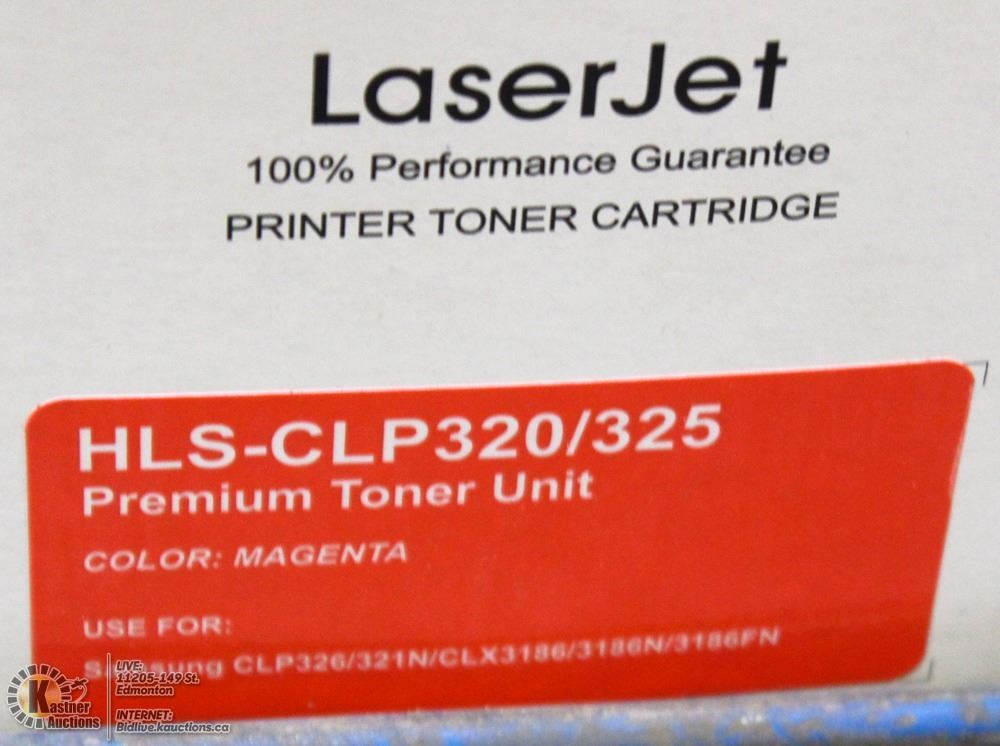 LaserJet
100% Performance Guarantee
PRINTER TONER CARTRIDGE
HLS-CLP320/325
Premium Toner Unit
COLOR: MAGENTA
USE FOR:
Samsung CLP326/321N/CLX3186/3186N/3186FN
Kastner
Auctions
LIVE:
11205-149 St.
Edmonton
INTERNET:
Bidlive.kauctions.ca